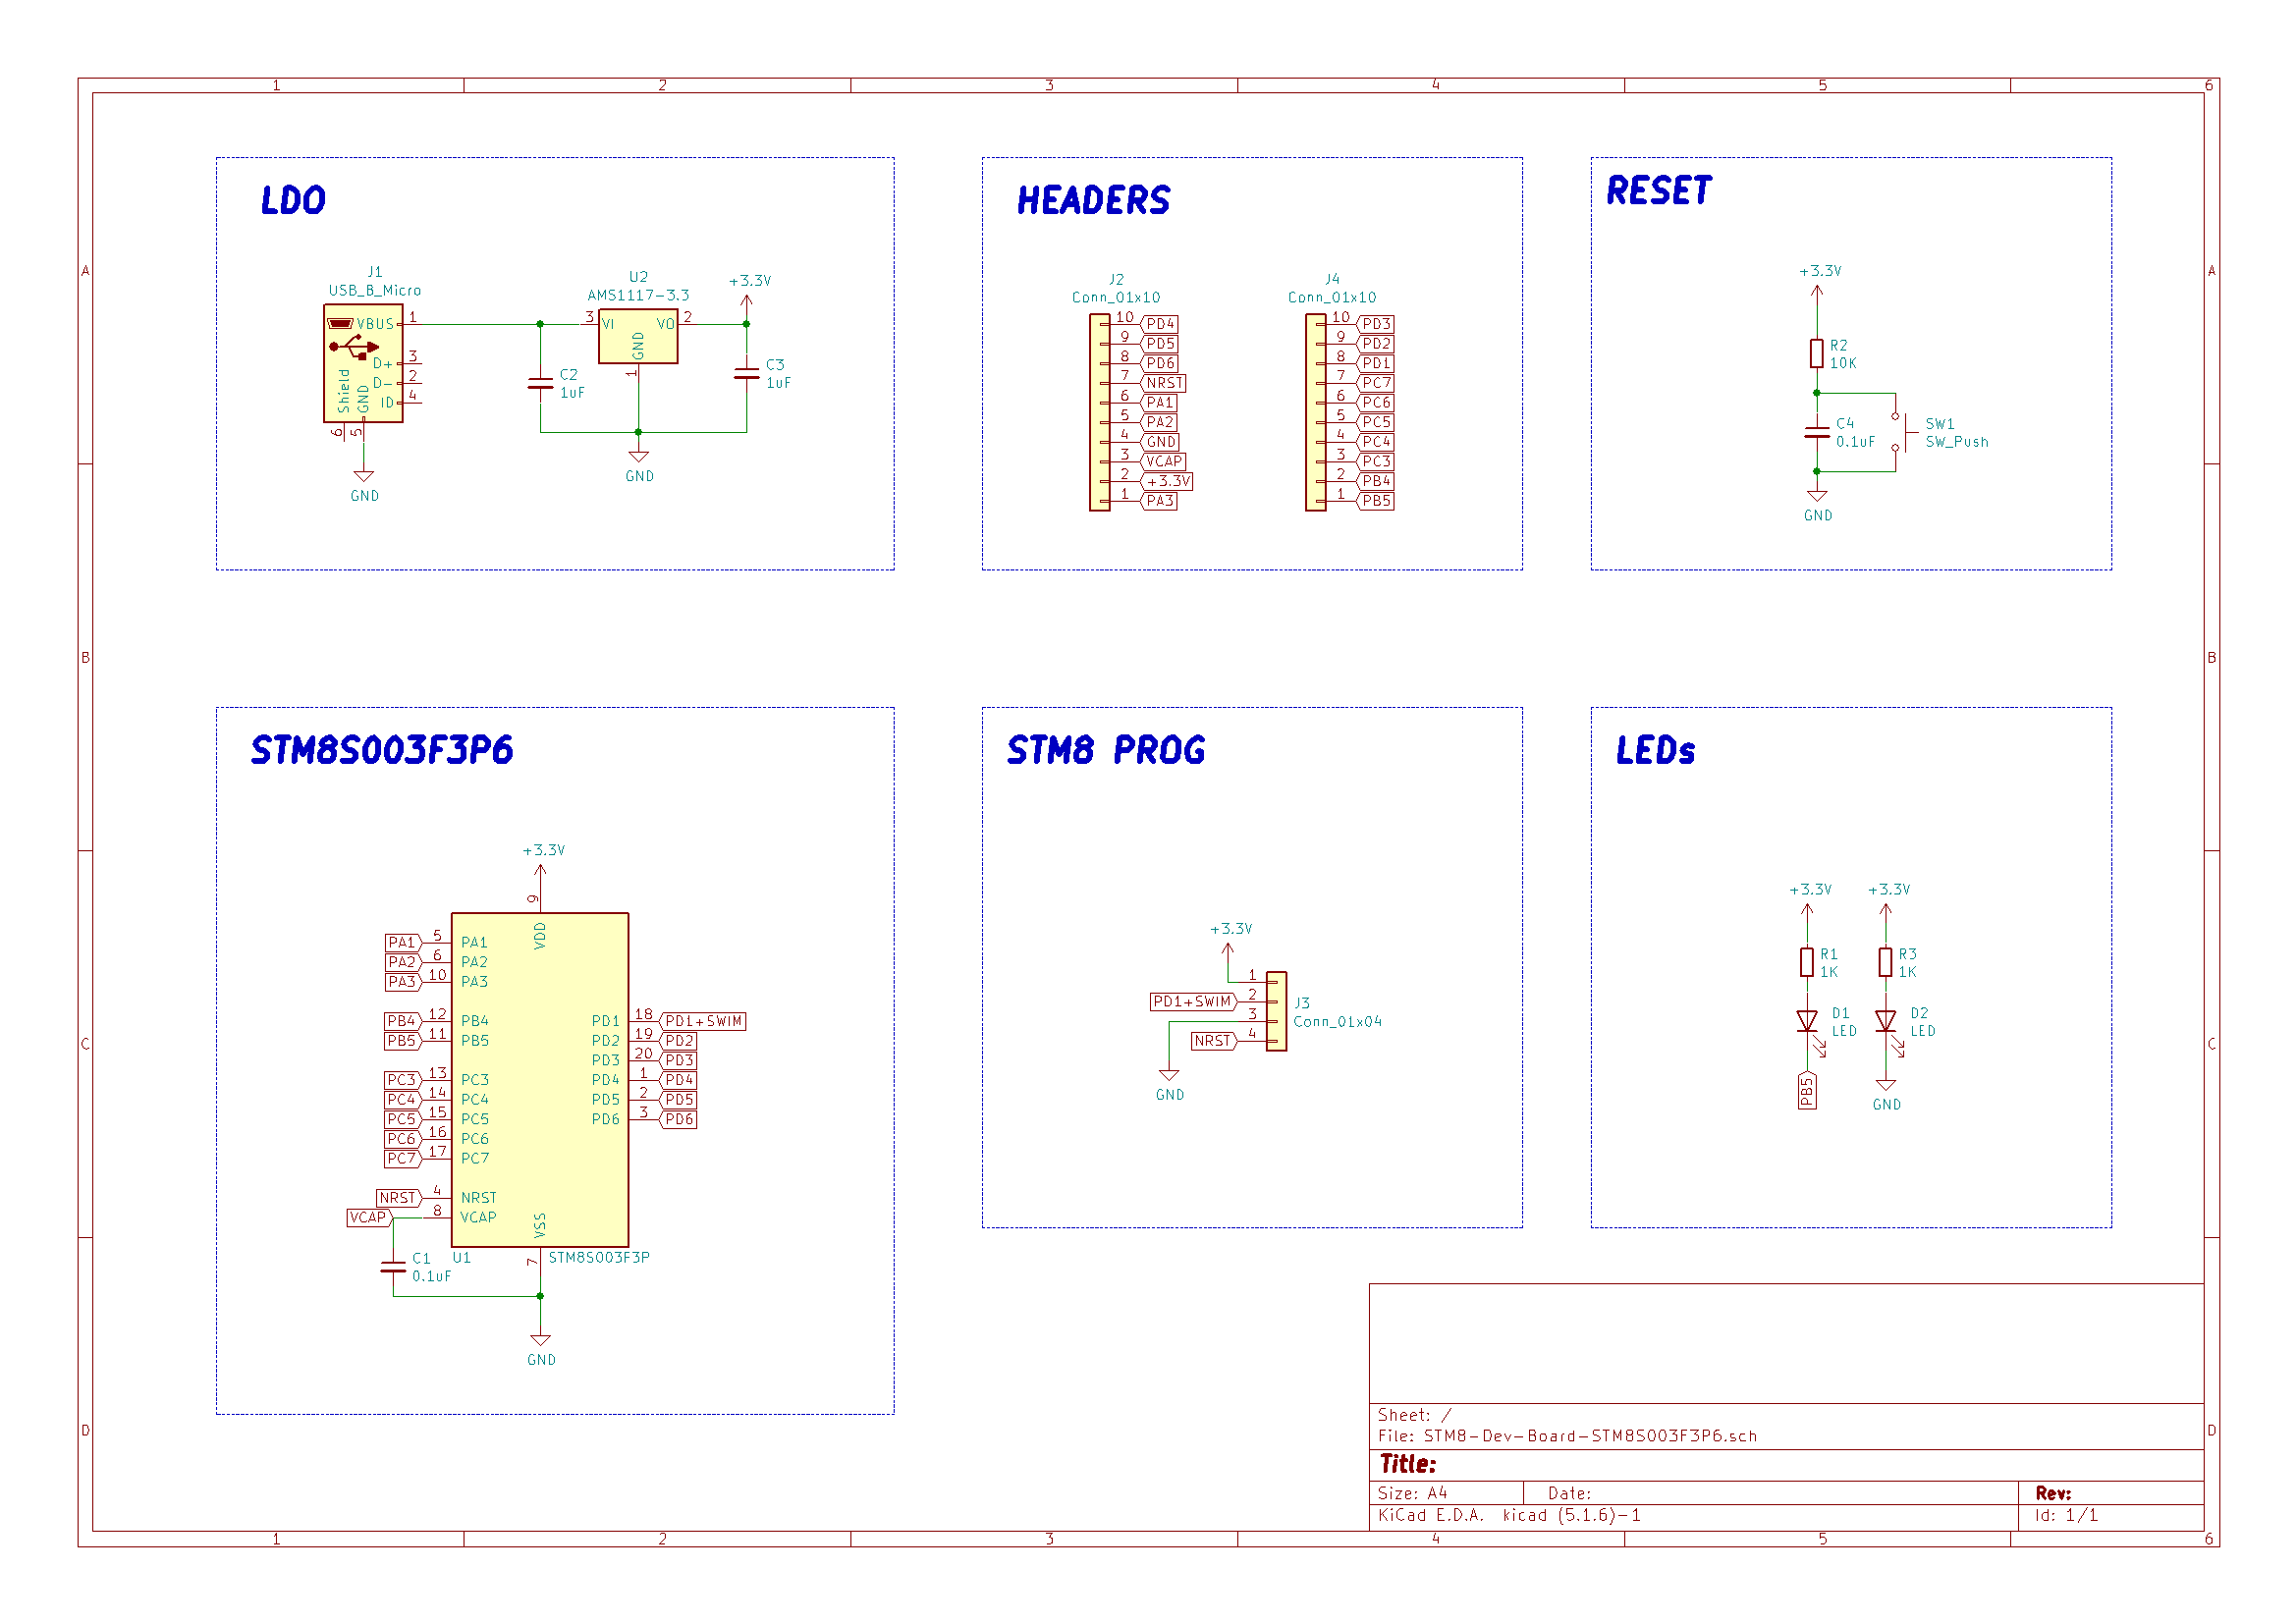 1 2 3 4 5 6
A A
B B
C C
D D
LDO
J1
USB_B_Micro
VBUS 1
D+ 3
D- 2
ID 4
Shield
GND
6 5
GND
C2
1uF
U2
AMS1117-3.3
3 VI VO 2
GND
1
GND
+3.3V
C3
1uF
HEADERS
J2
Conn_01x10
10 PD4
9 PD5
8 PD6
7 NRST
6 PA1
5 PA2
4 GND
3 VCAP
2 +3.3V
1 PA3
J4
Conn_01x10
10 PD3
9 PD2
8 PD1
7 PC7
6 PC6
5 PC5
4 PC4
3 PC3
2 PB4
1 PB5
RESET
+3.3V
R2
10K
C4
0.1uF
SW1
SW_Push
GND
STM8S003F3P6
+3.3V
9
VDD
PA1 5 PA1
PA2 6 PA2
PA3 10 PA3
PB4 12 PB4
PB5 11 PB5
PC3 13 PC3
PC4 14 PC4
PC5 15 PC5
PC6 16 PC6
PC7 17 PC7
NRST 4 NRST
VCAP 8 VCAP
PD1 18 PD1+SWIM
PD2 19 PD2
PD3 20 PD3
PD4 1 PD4
PD5 2 PD5
PD6 3 PD6
VSS
7
U1
STM8S003F3P
C1
0.1uF
GND
STM8 PROG
+3.3V
1
PD1+SWIM 2
3
NRST 4
J3
Conn_01x04
GND
LEDs
+3.3V
R1
1K
D1
LED
PB5
+3.3V
R3
1K
D2
LED
GND
Sheet: /
File: STM8-Dev-Board-STM8S003F3P6.sch
Title:
Size: A4 Date: Rev:
KiCad E.D.A. kicad (5.1.6)-1 Id: 1/1
1 2 3 4 5 6